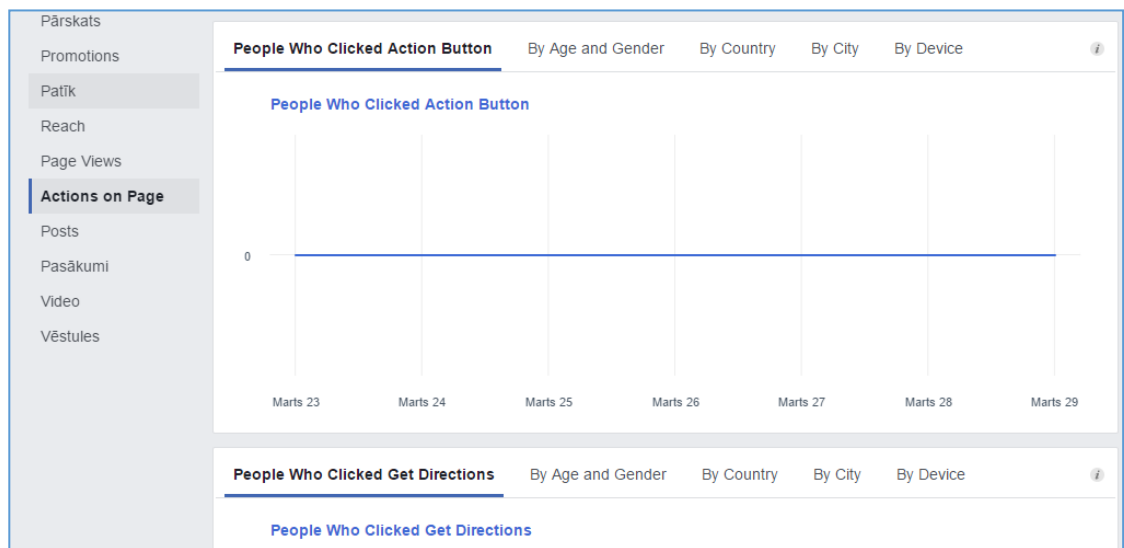 Pārskats
Promotions
Patīk
Reach
Page Views
Actions on Page
Posts
Pasākumi
Video
Vēstules
People Who Clicked Action Button By Age and Gender By Country By City By Device i
People Who Clicked Action Button
0
Marts 23 Marts 24 Marts 25 Marts 26 Marts 27 Marts 28 Marts 29
People Who Clicked Get Directions By Age and Gender By Country By City By Device i
People Who Clicked Get Directions